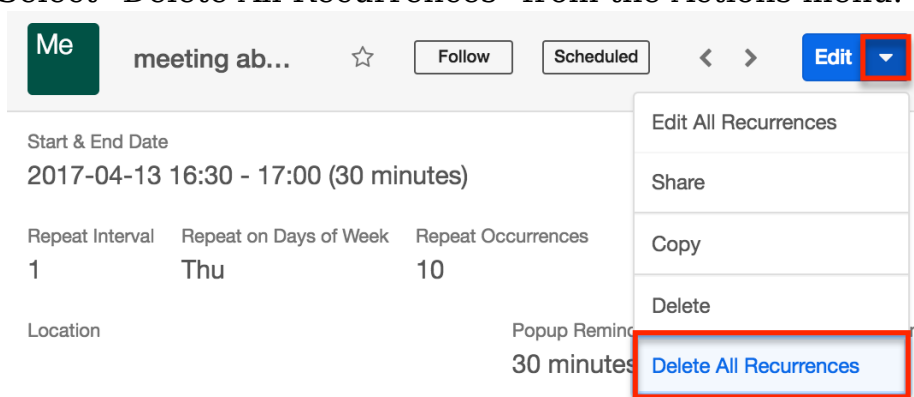 Select "Delete All Recurrences" from the Actions menu.
Me
meeting ab...
Follow
Scheduled
Edit
Start & End Date
2017-04-13 16:30 - 17:00 (30 minutes)
Repeat Interval Repeat on Days of Week Repeat Occurrences
1 Thu 10
Location
Popup
30 minutes
Edit All Recurrences
Share
Copy
Delete
Delete All Recurrences